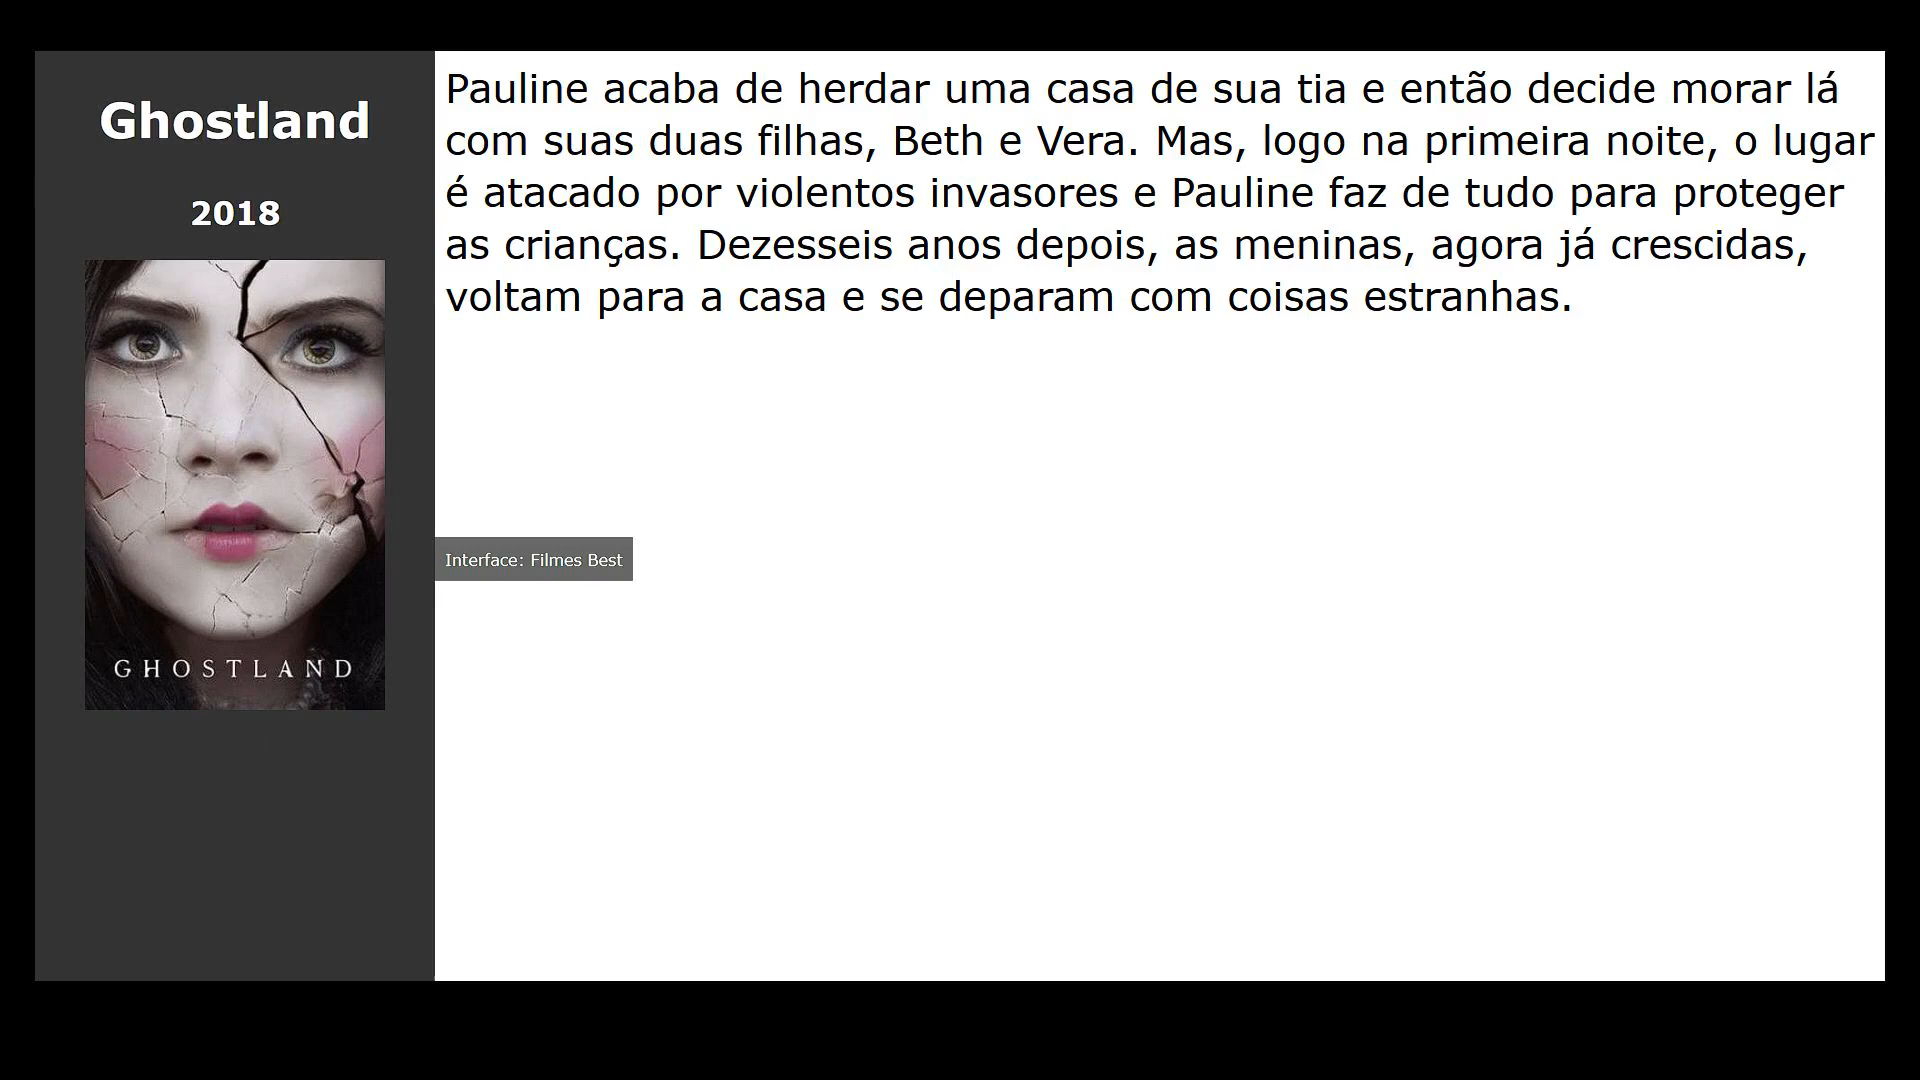 Ghostland
2018
GHOSTLAND
Pauline acaba de herdar uma casa de sua tia e então decide morar lá
com suas duas filhas, Beth e Vera. Mas, logo na primeira noite, o lugar
é atacado por violentos invasores e Pauline faz de tudo para proteger
as crianças. Dezesseis anos depois, as meninas, agora já crescidas,
voltam para a casa e se deparam com coisas estranhas.
Interface: Filmes Best